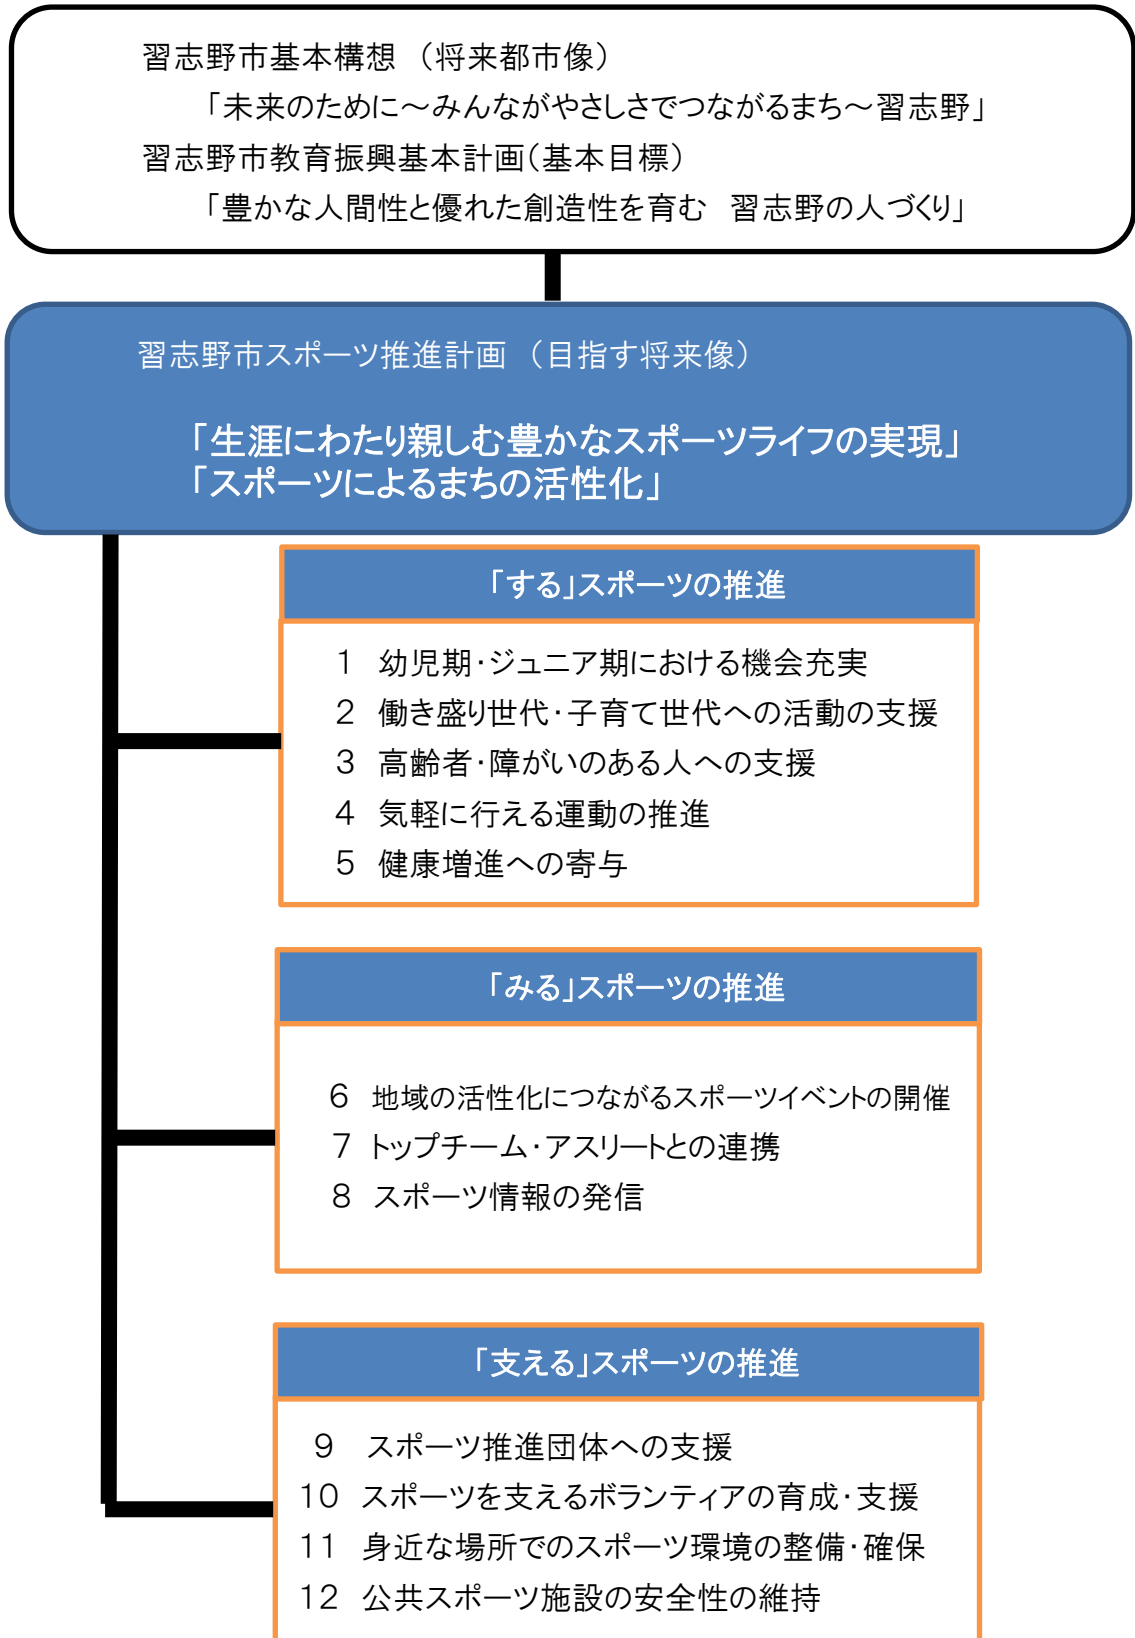 習志野市基本構想　（将来都市像）
「未来のために～みんながやさしさでつながるまち～習志野」
習志野市教育振興基本計画（基本目標）
「豊かな人間性と優れた創造性を育む　習志野の人づくり」
習志野市スポーツ推進計画　（目指す将来像）
「生涯にわたり親しむ豊かなスポーツライフの実現」
「スポーツによるまちの活性化」
「する」スポーツの推進
１　幼児期・ジュニア期における機会充実
２　働き盛り世代・子育て世代への活動の支援
３　高齢者・障がいのある人への支援
４　気軽に行える運動の推進
５　健康増進への寄与
「みる」スポーツの推進
６　地域の活性化につながるスポーツイベントの開催
７　トップチーム・アスリートとの連携
８　スポーツ情報の発信
「支える」スポーツの推進
９　スポーツ推進団体への支援
１０　スポーツを支えるボランティアの育成・支援
１１　身近な場所でのスポーツ環境の整備・確保
１２　公共スポーツ施設の安全性の維持